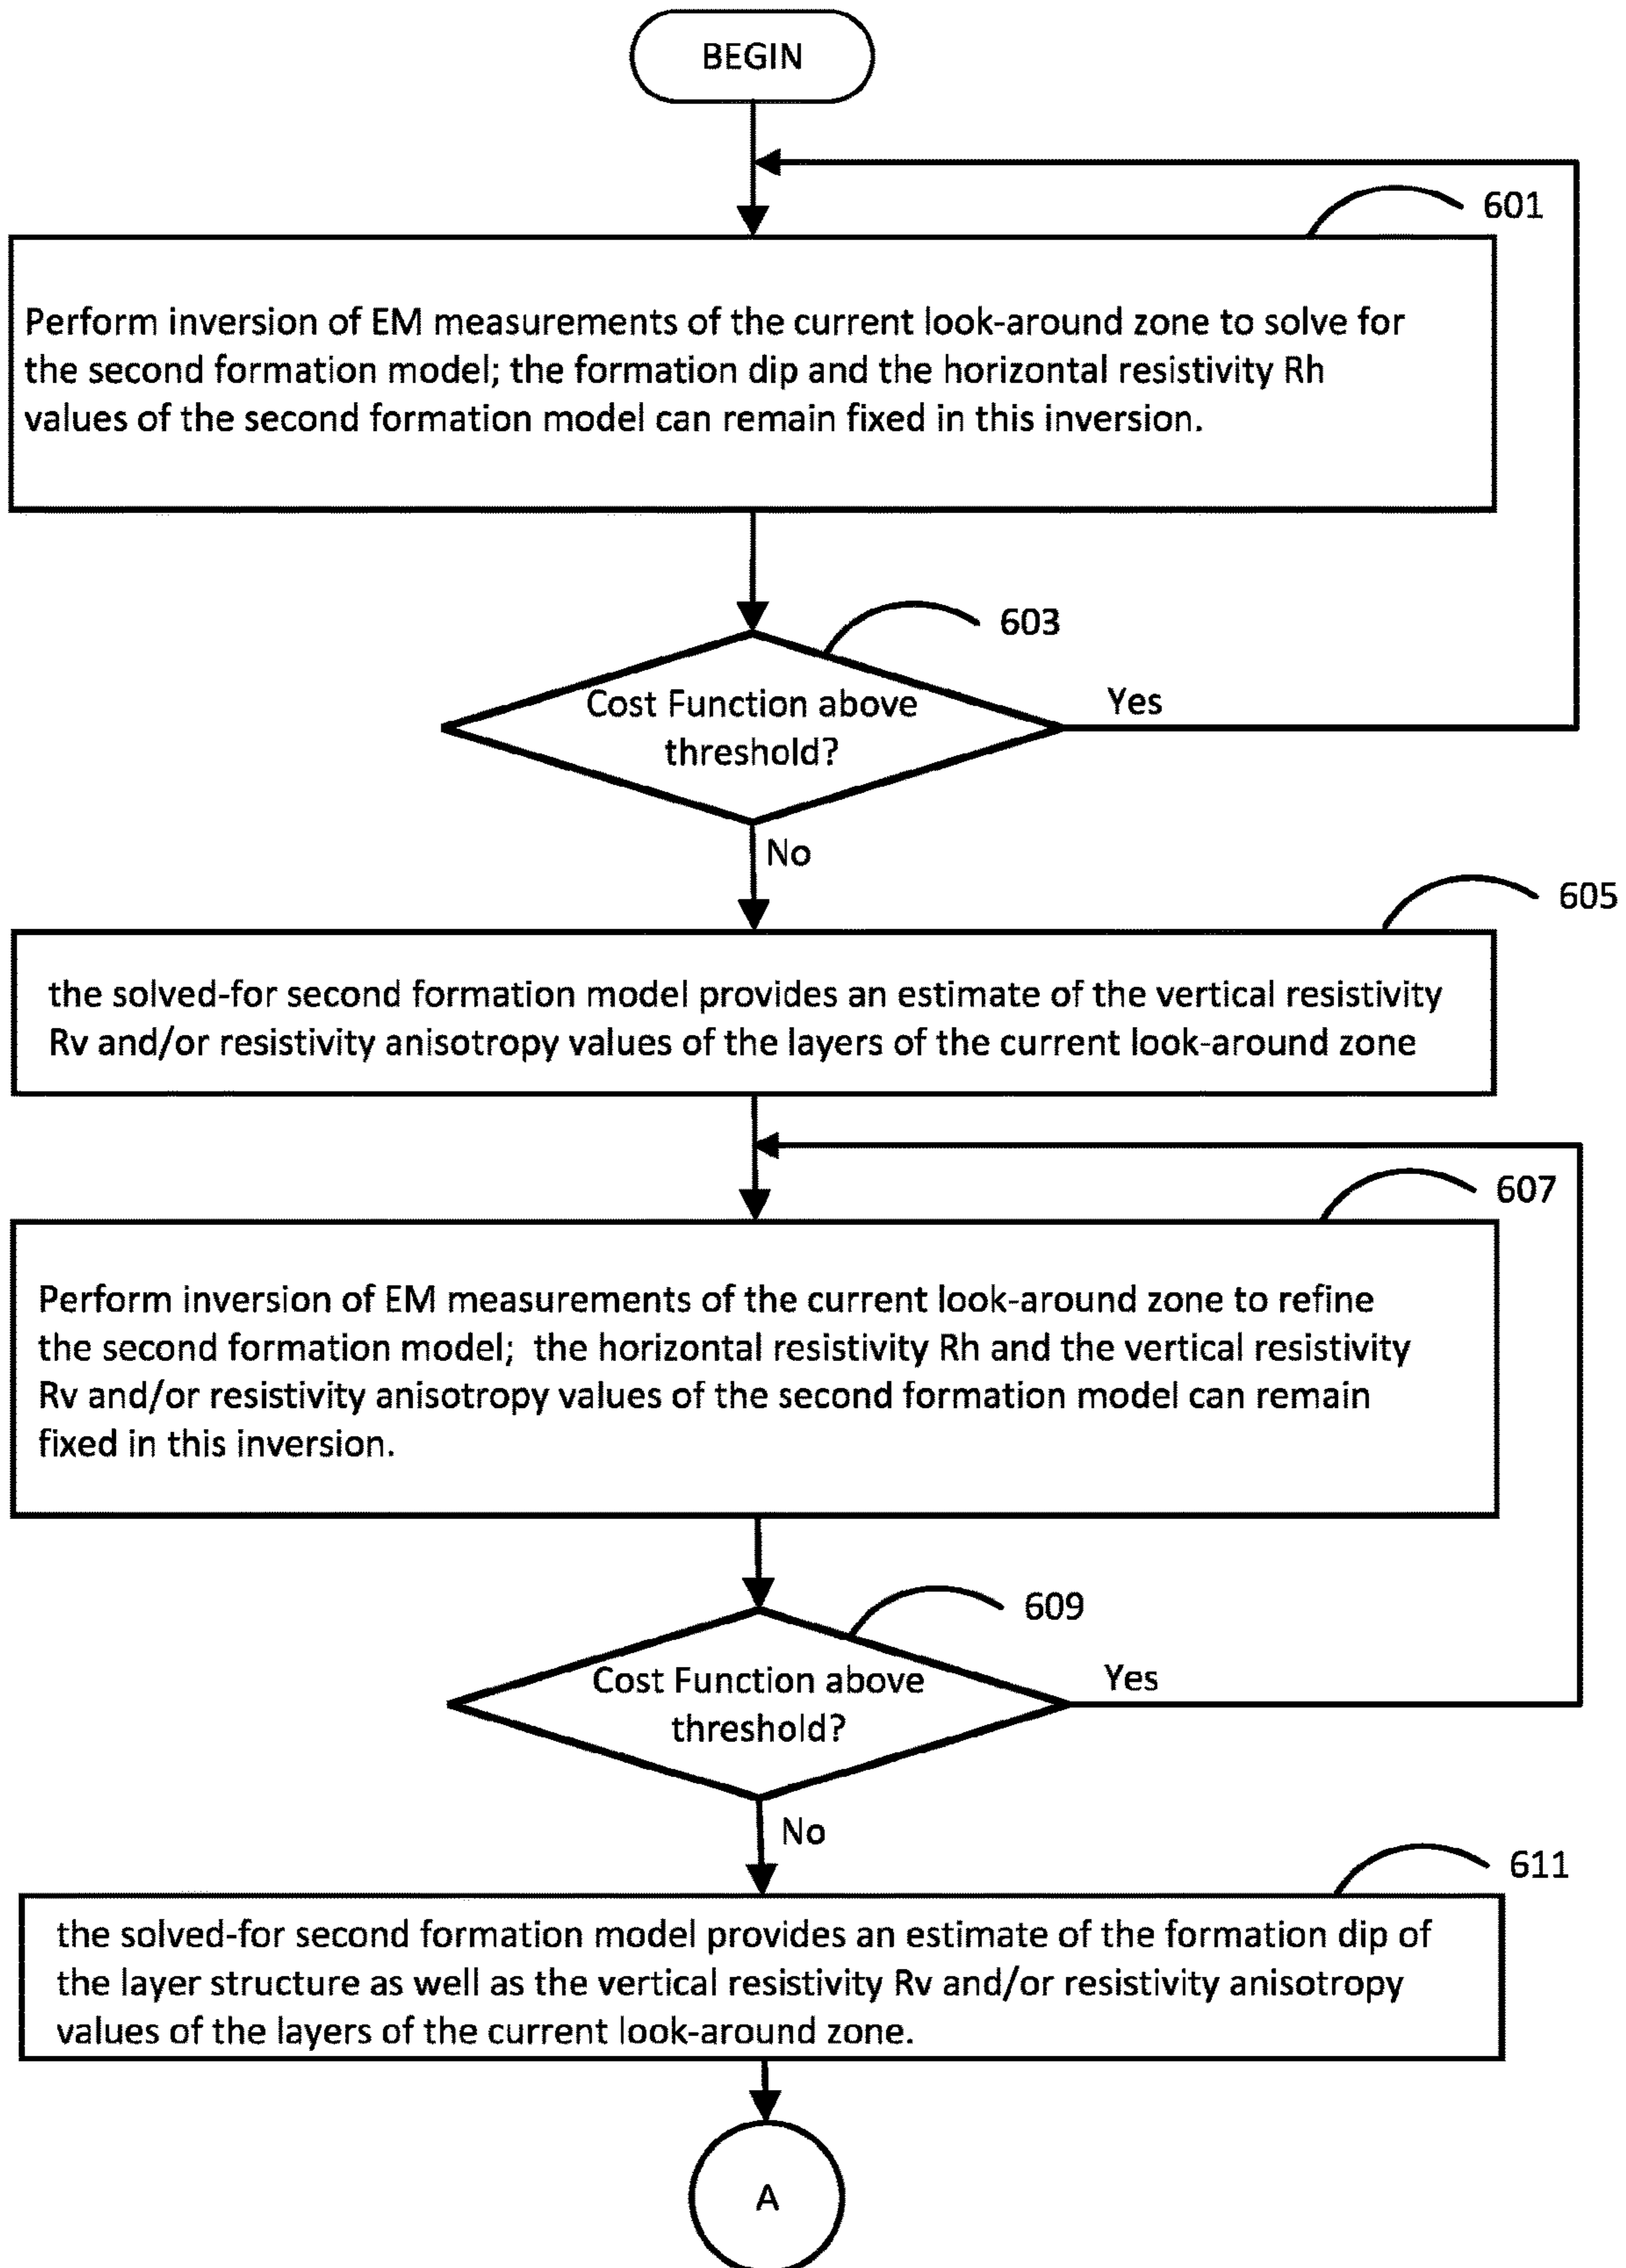 BEGIN
601
Perform inversion of EM measurements of the current look-around zone to solve for
the second formation model; the formation dip and the horizontal resistivity Rh
values of the second formation model can remain fixed in this inversion.
603
Cost Function above
threshold?
Yes
No
605
the solved-for second formation model provides an estimate of the vertical resistivity
Rv and/or resistivity anisotropy values of the layers of the current look-around zone
607
Perform inversion of EM measurements of the current look-around zone to refine
the second formation model; the horizontal resistivity Rh and the vertical resistivity
Rv and/or resistivity anisotropy values of the second formation model can remain
fixed in this inversion.
609
Cost Function above
threshold?
Yes
No
611
the solved-for second formation model provides an estimate of the formation dip of
the layer structure as well as the vertical resistivity Rv and/or resistivity anisotropy
values of the layers of the current look-around zone.
A